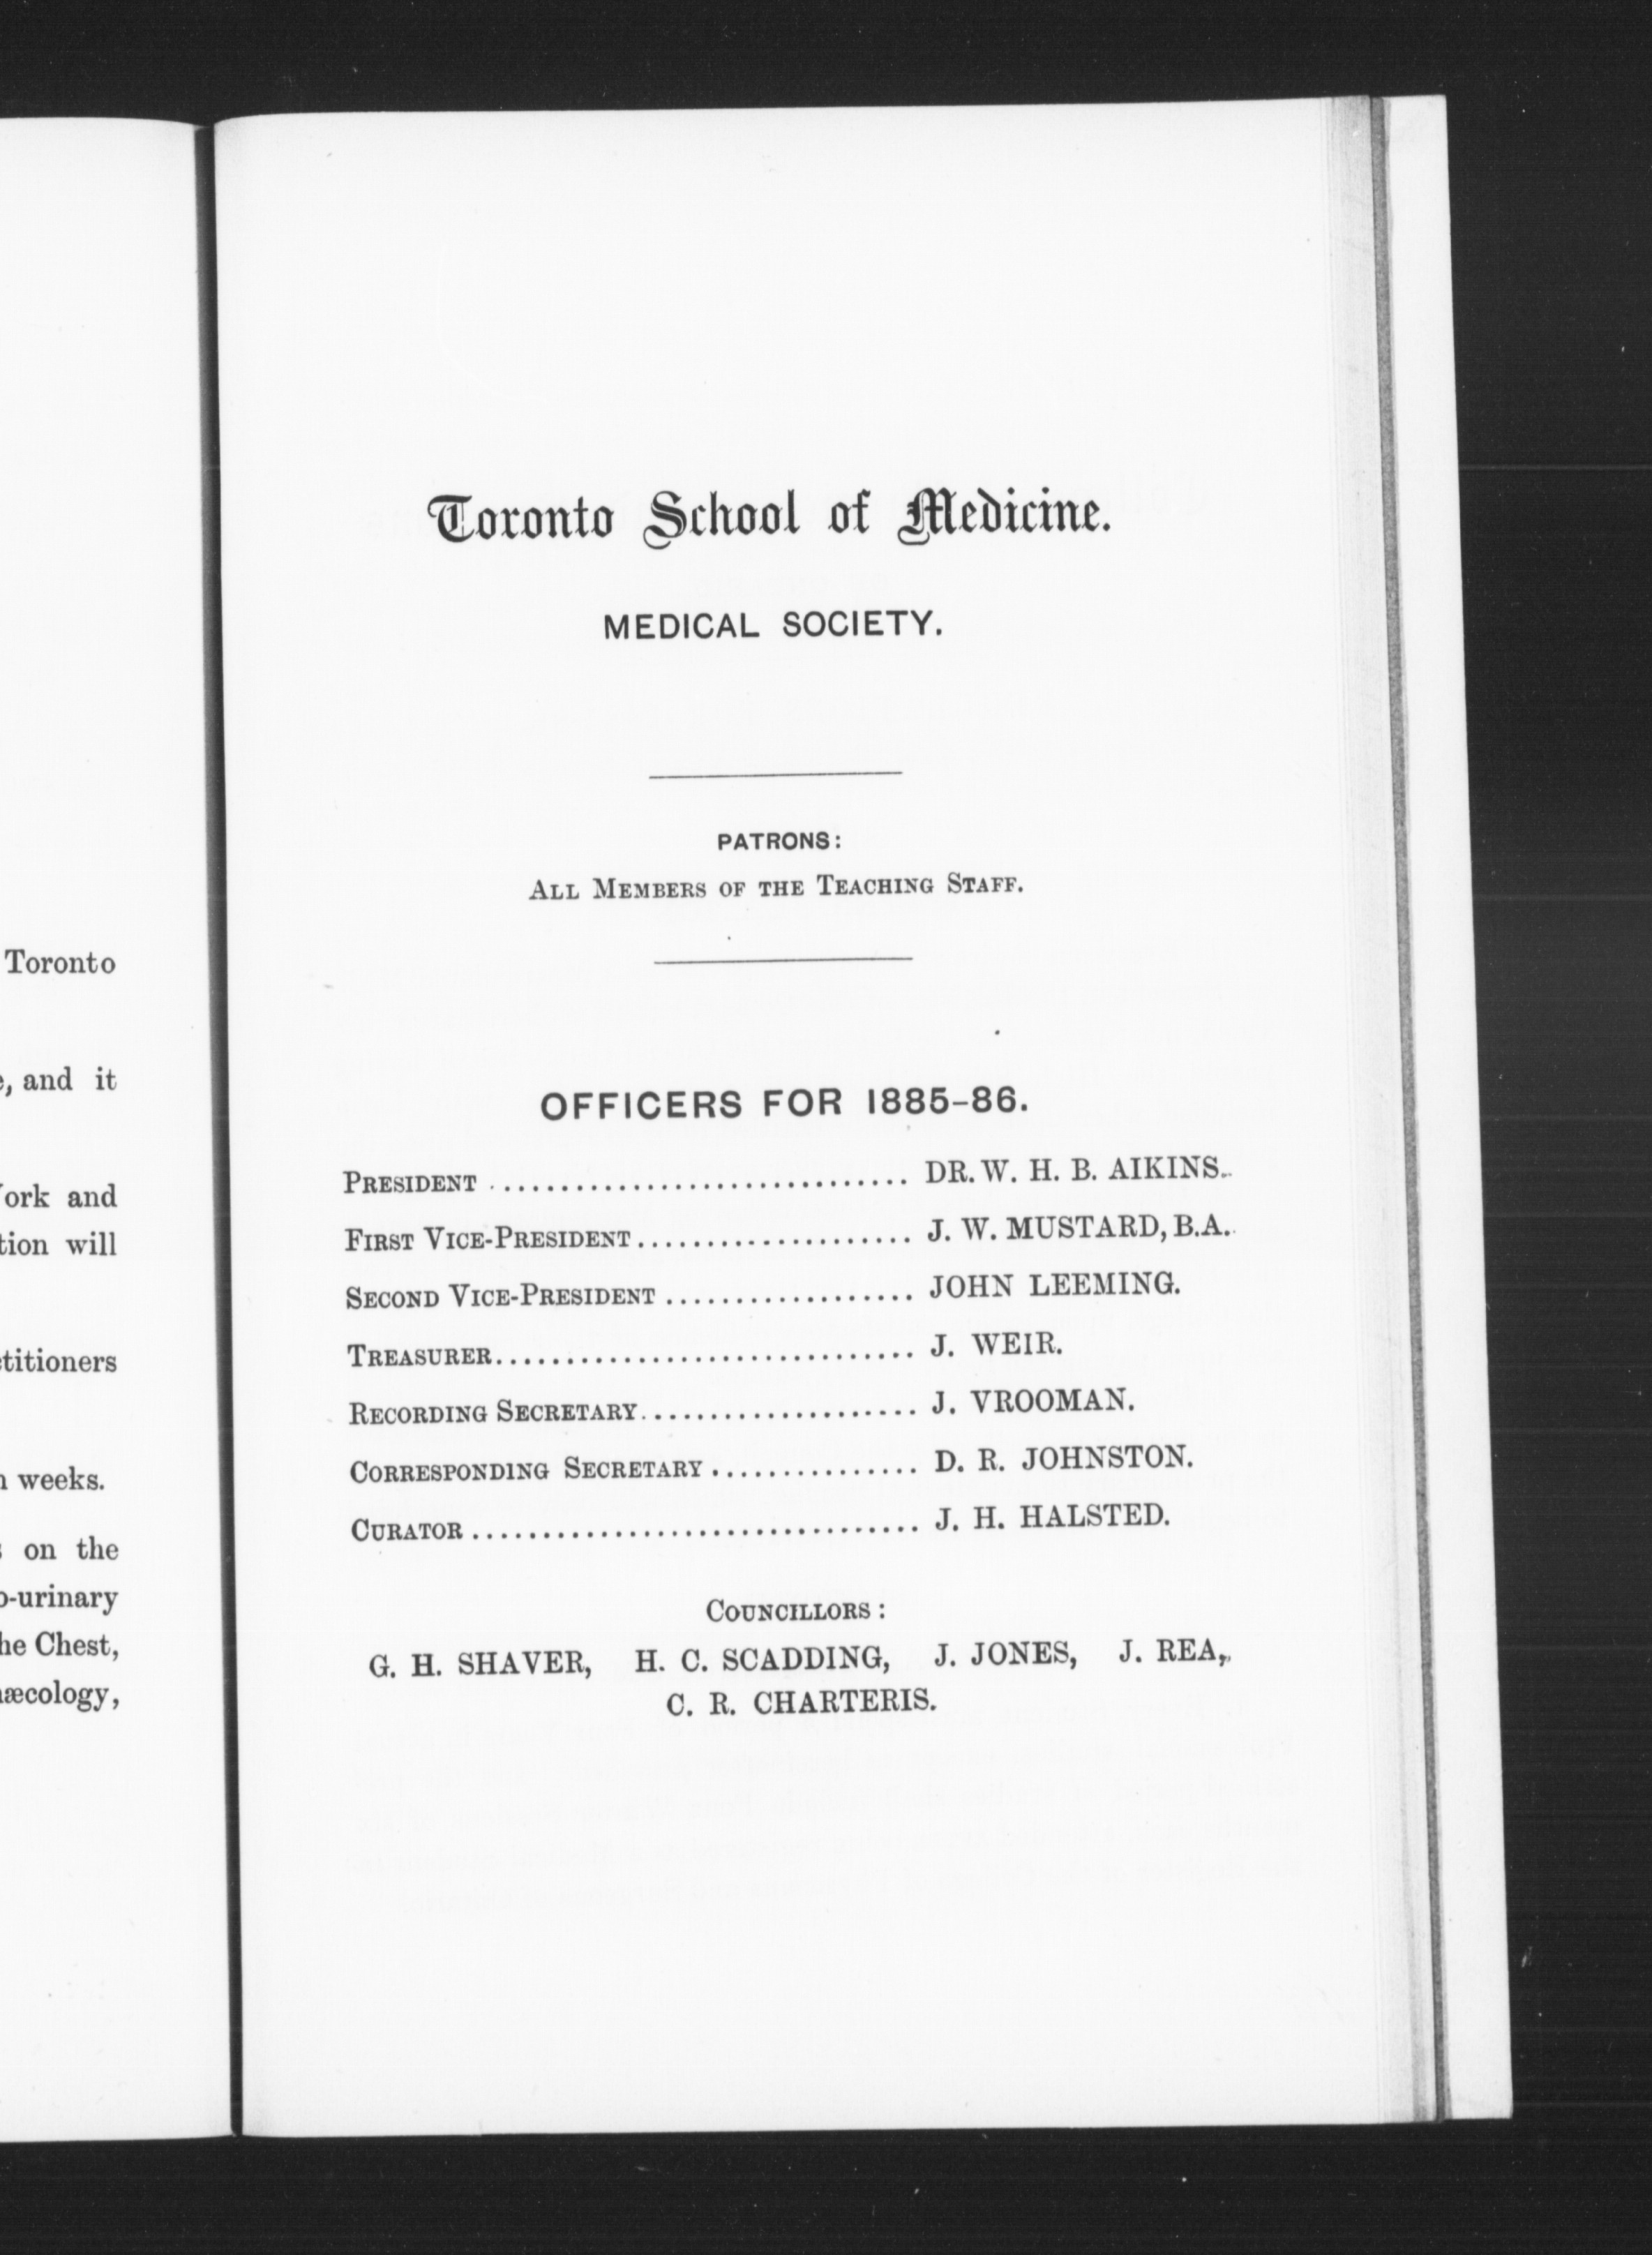 Toronto
, and it
ork and
tion will
titioners
weeks.
on the
o-urinary
he Chest,
æcology,
Toronto School of Medicine.
MEDICAL SOCIETY.
PATRONS:
ALL MEMBERS OF THE TEACHING STAFF.
OFFICERS FOR 1885-86.
PRESIDENT .............................. DR. W. H. B. AIKINS.
FIRST VICE-PRESIDENT .................... J. W. MUSTARD, B.A.
SECOND VICE-PRESIDENT .................. JOHN LEEMING.
TREASURER .............................. J. WEIR.
RECORDING SECRETARY .................... J. VROOMAN.
CORRESPONDING SECRETARY ............... D. R. JOHNSTON.
CURATOR ................................ J. H. HALSTED.
COUNCILLORS:
G. H. SHAVER, H. C. SCADDING, J. JONES, J. REA,
C. R. CHARTERIS.